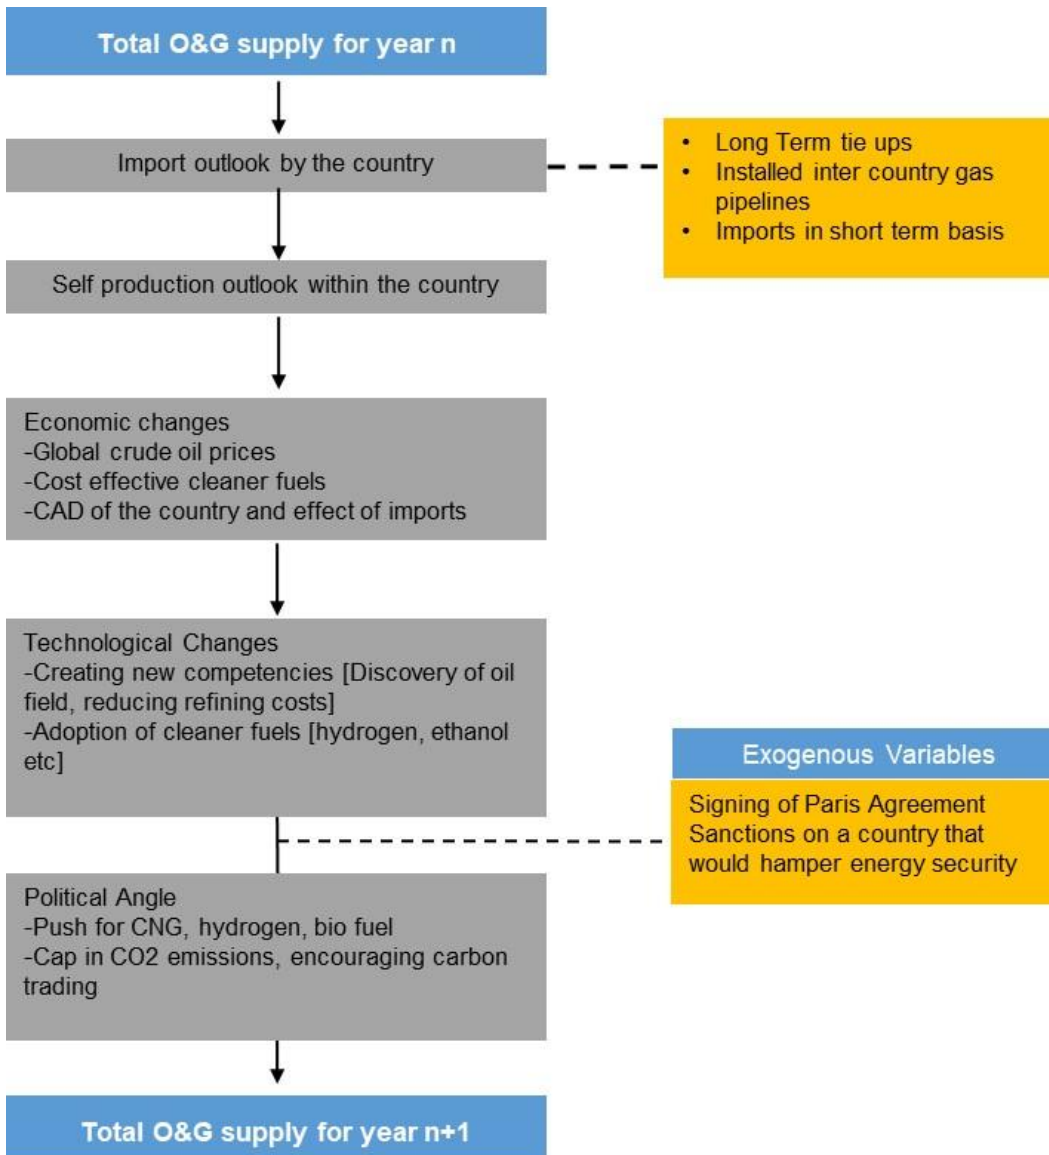 Total O&G supply for year n
Import outlook by the country
• Long Term tie ups
• Installed inter country gas
pipelines
• Imports in short term basis
Self production outlook within the country
Economic changes
-Global crude oil prices
-Cost effective cleaner fuels
-CAD of the country and effect of imports
Technological Changes
-Creating new competencies [Discovery of oil
field, reducing refining costs]
-Adoption of cleaner fuels [hydrogen, ethanol
etc]
Exogenous Variables
Signing of Paris Agreement
Sanctions on a country that
would hamper energy security
Political Angle
-Push for CNG, hydrogen, bio fuel
-Cap in CO2 emissions, encouraging carbon
trading
Total O&G supply for year n+1